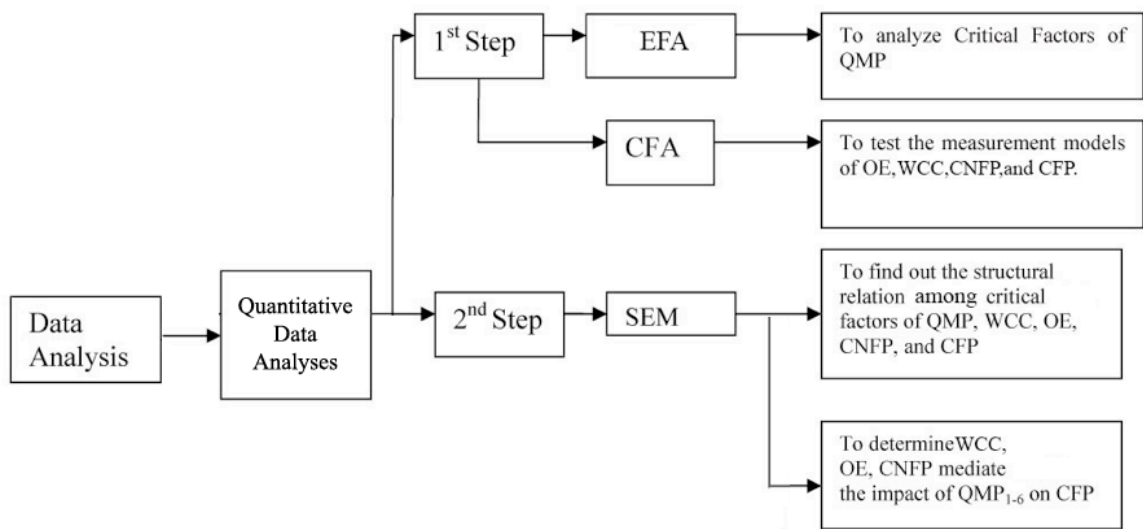 Data
Analysis
Quantitative
Data
Analyses
1st Step
EFA
To analyze Critical Factors of
QMP
CFA
To test the measurement models
of OE,WCC,CNFP,and CFP.
2nd Step
SEM
To find out the structural
relation among critical
factors of QMP, WCC, OE,
CNFP, and CFP
To determineWCC,
OE, CNFP mediate
the impact of QMP1-6 on CFP